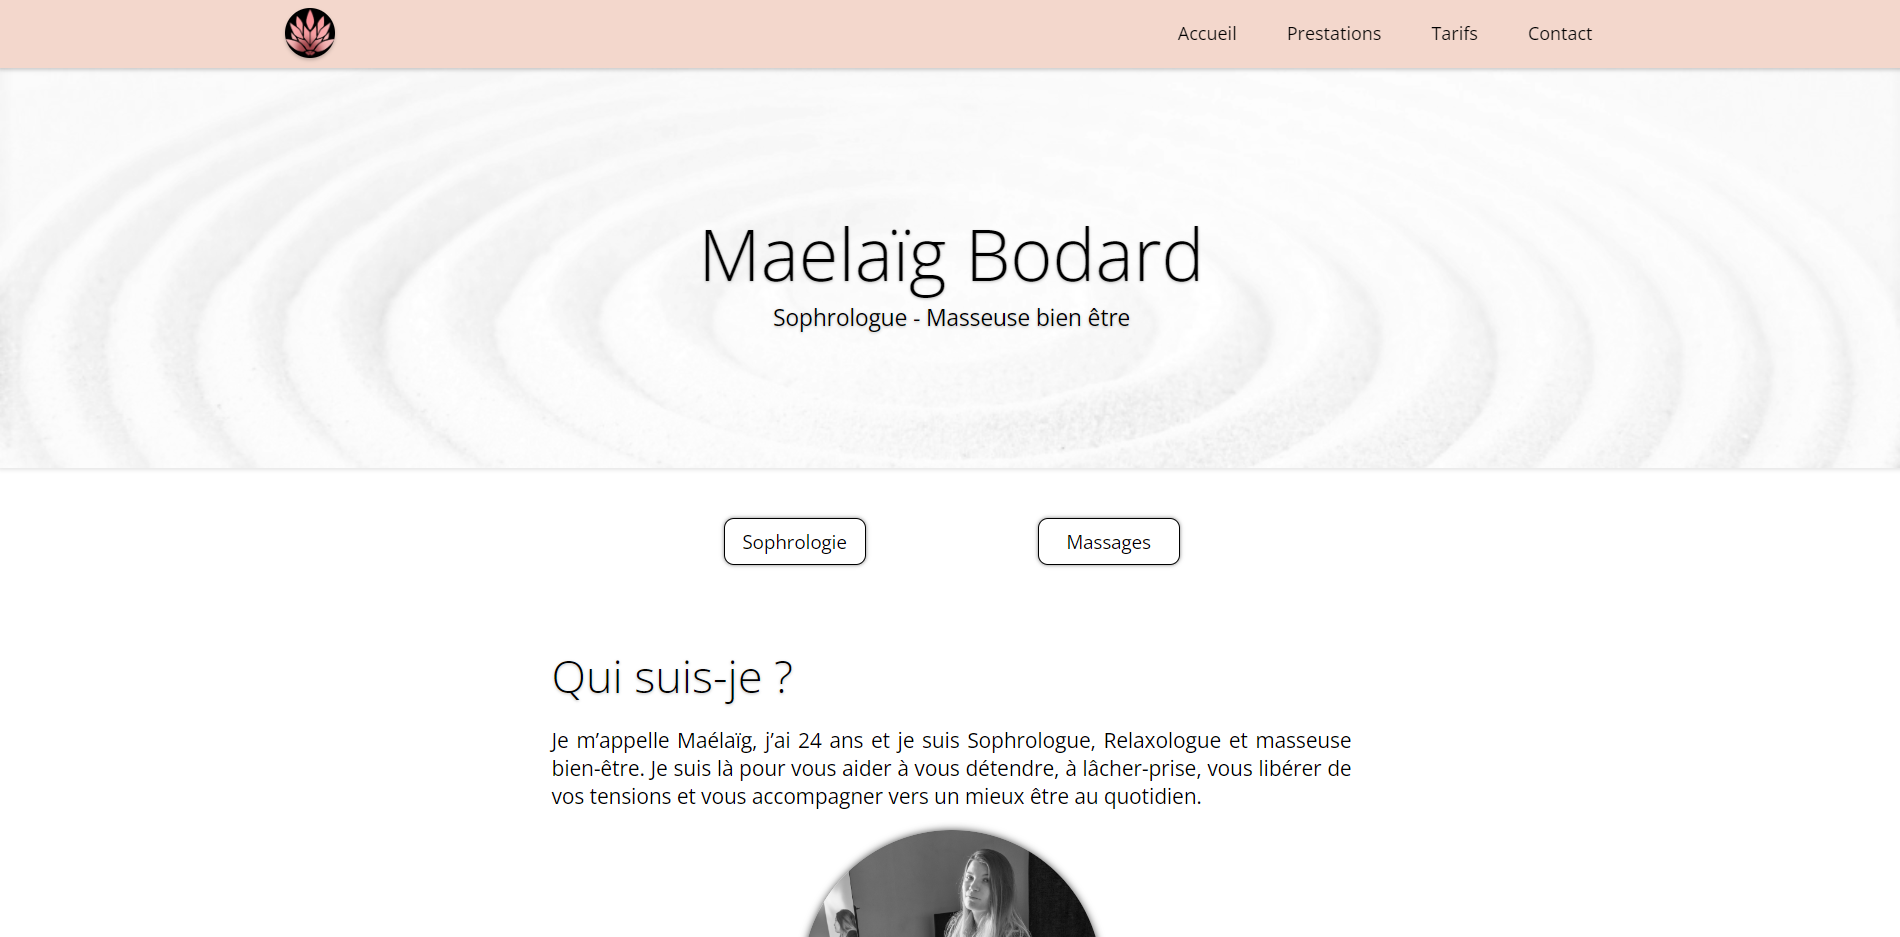 Accueil Prestations Tarifs Contact
Maelaïg Bodard
Sophrologue - Masseuse bien être
Sophrologie Massages
Qui suis-je ?
Je m’appelle Maélaïg, j’ai 24 ans et je suis Sophrologue, Relaxologue et masseuse
bien-être. Je suis là pour vous aider à vous détendre, à lâcher-prise, vous libérer de
vos tensions et vous accompagner vers un mieux être au quotidien.